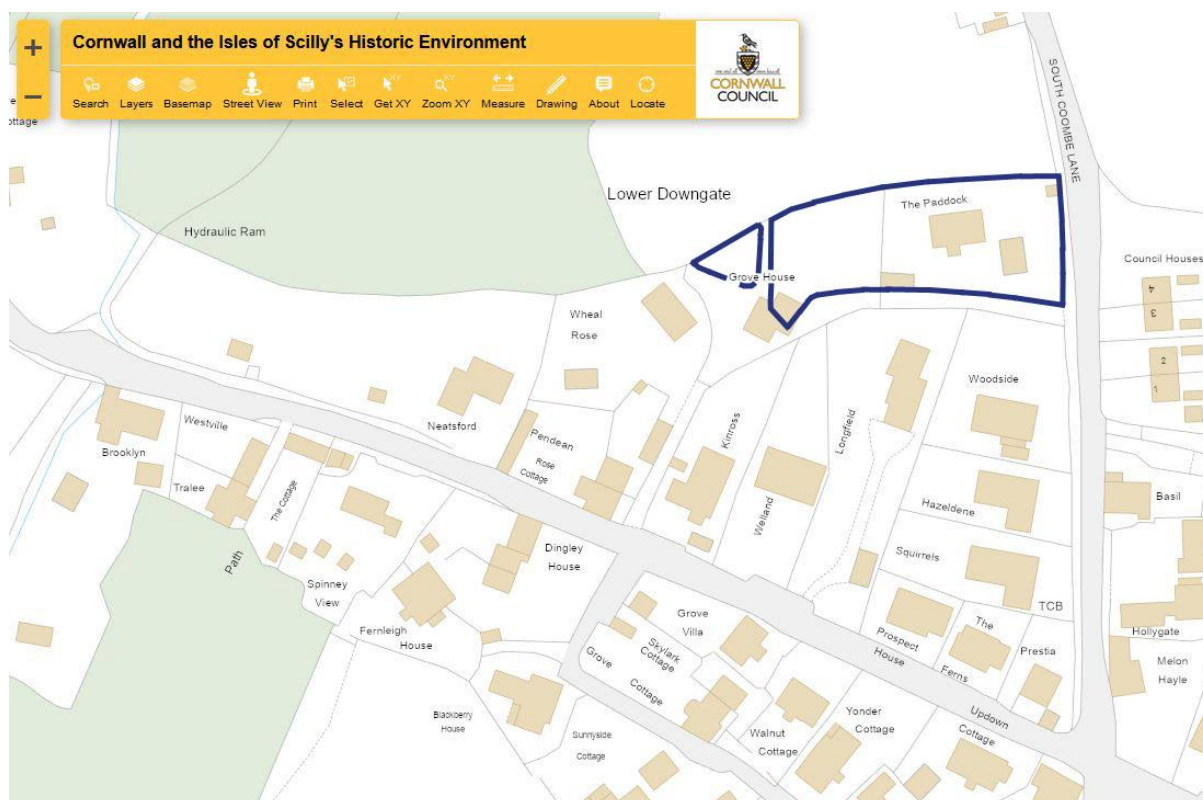 Cornwall and the Isles of Scilly's Historic Environment
+
−
Search Layers Basemap Street View Print Select Get XY Zoom XY Measure Drawing About Locate
CORNWALL
COUNCIL
ottage
SOUTH COOMBE LANE
Lower Downgate
The Paddock
Hydraulic Ram
Grove House
Council Houses
4
3
2
1
Wheal
Rose
Woodside
Neatsford
Kinross
Longfield
Westville
Pendean
Rose
Cottage
Brooklyn
Tralee
The Cottage
Welland
Hazeldene
Basil
Path
Dingley
House
Squirrels
Spinney
View
TCB
Grove
Villa
Fernleigh
House
Prospect
House
The
Ferns
Prestia
Hollygate
Skylark
Cottage
Melon
Hayle
Grove
Cottage
Blackberry
House
Sunnyside
Cottage
Walnut
Cottage
Yonder
Cottage
Updown
Cottage